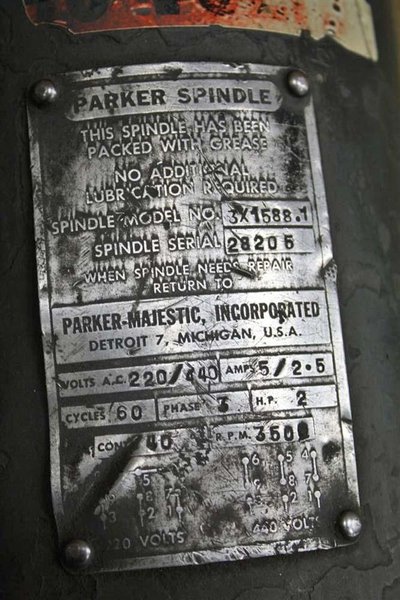 PARKER SPINDLE
THIS SPINDLE HAS BEEN
PACKED WITH GREASE
NO ADDITIONAL
LUBRICATION REQUIRED
SPINDLE MODEL NO. 3X1588.1
SPINDLE SERIAL 28205
WHEN SPINDLE NEEDS REPAIR
RETURN TO
PARKER-MAJESTIC, INCORPORATED
DETROIT 7, MICHIGAN, U.S.A.
VOLTS A.C. 220/440 AMPS 5/2.5
CYCLES 60 PHASE 3 H.P. 2
CONT. 40 R.P.M. 3500
220 VOLTS 440 VOLTS